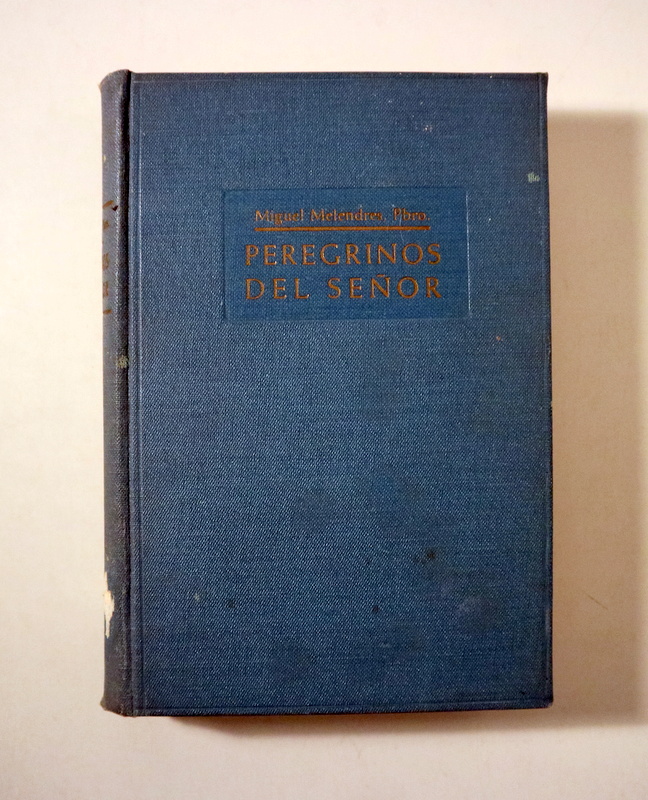 Miguel Melendres, Pbro.
PEREGRINOS
DEL SEÑOR